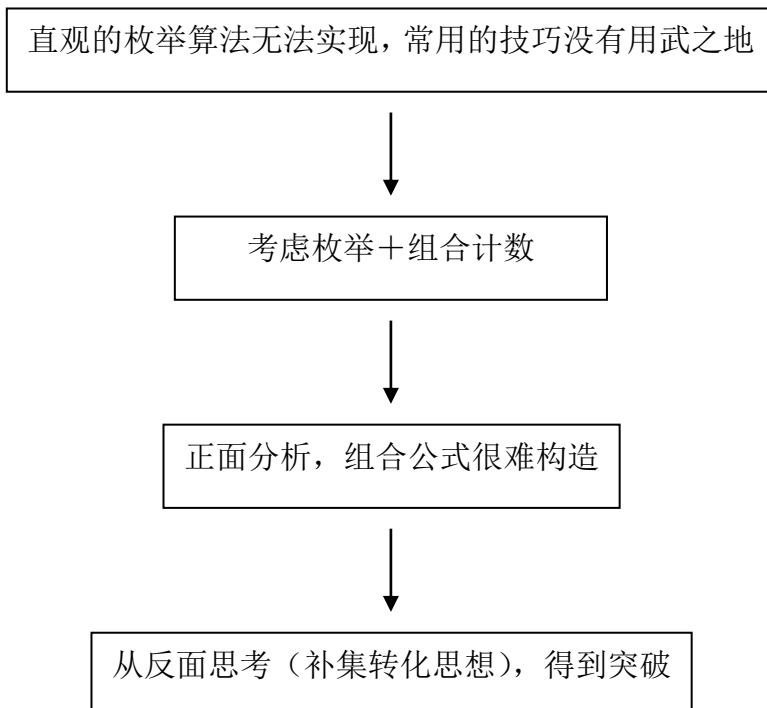 直观的枚举算法无法实现，常用的技巧没有用武之地
考虑枚举＋组合计数
正面分析，组合公式很难构造
从反面思考（补集转化思想），得到突破